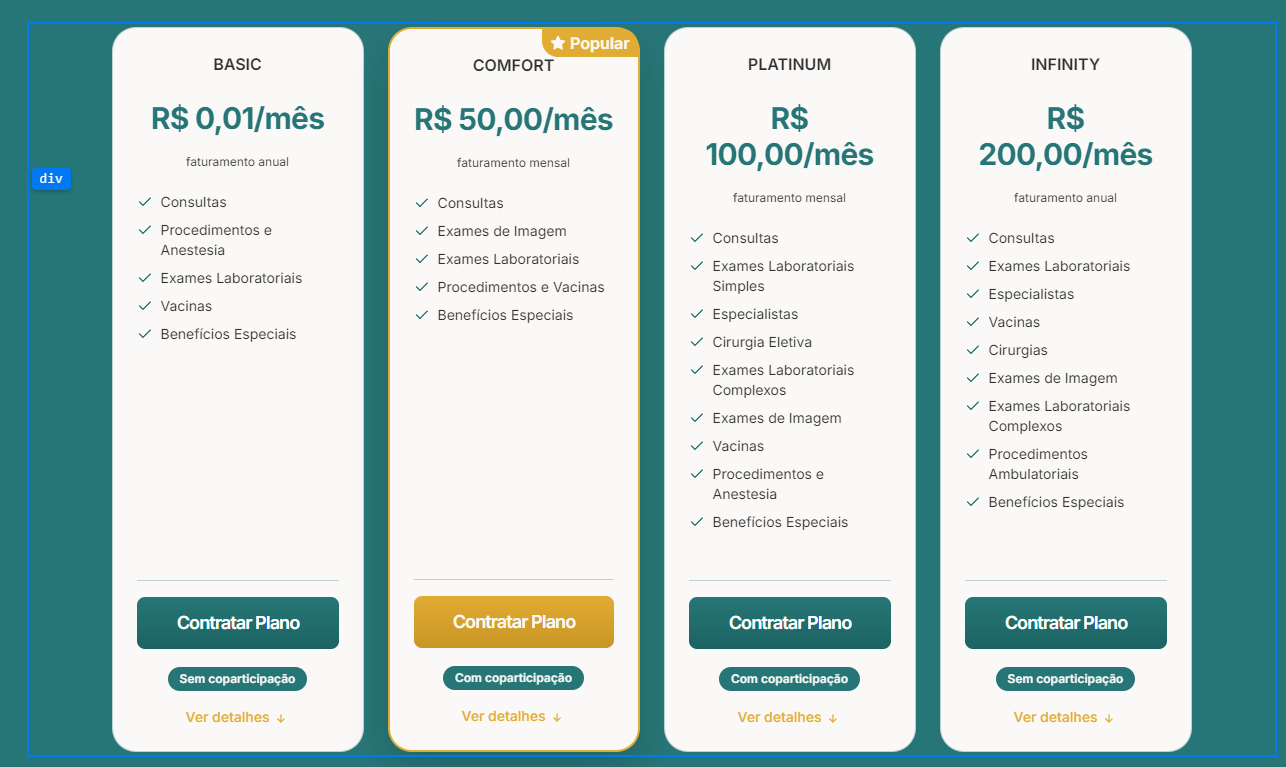 div
BASIC
R$ 0,01/mês
faturamento anual
Consultas
Procedimentos e
Anestesia
Exames Laboratoriais
Vacinas
Benefícios Especiais
Contratar Plano
Sem coparticipação
Ver detalhes ↓
Popular
COMFORT
R$ 50,00/mês
faturamento mensal
Consultas
Exames de Imagem
Exames Laboratoriais
Procedimentos e Vacinas
Benefícios Especiais
Contratar Plano
Com coparticipação
Ver detalhes ↓
PLATINUM
R$
100,00/mês
faturamento mensal
Consultas
Exames Laboratoriais
Simples
Especialistas
Cirurgia Eletiva
Exames Laboratoriais
Complexos
Exames de Imagem
Vacinas
Procedimentos e
Anestesia
Benefícios Especiais
Contratar Plano
Com coparticipação
Ver detalhes ↓
INFINITY
R$
200,00/mês
faturamento anual
Consultas
Exames Laboratoriais
Especialistas
Vacinas
Cirurgias
Exames de Imagem
Exames Laboratoriais
Complexos
Procedimentos
Ambulatoriais
Benefícios Especiais
Contratar Plano
Sem coparticipação
Ver detalhes ↓